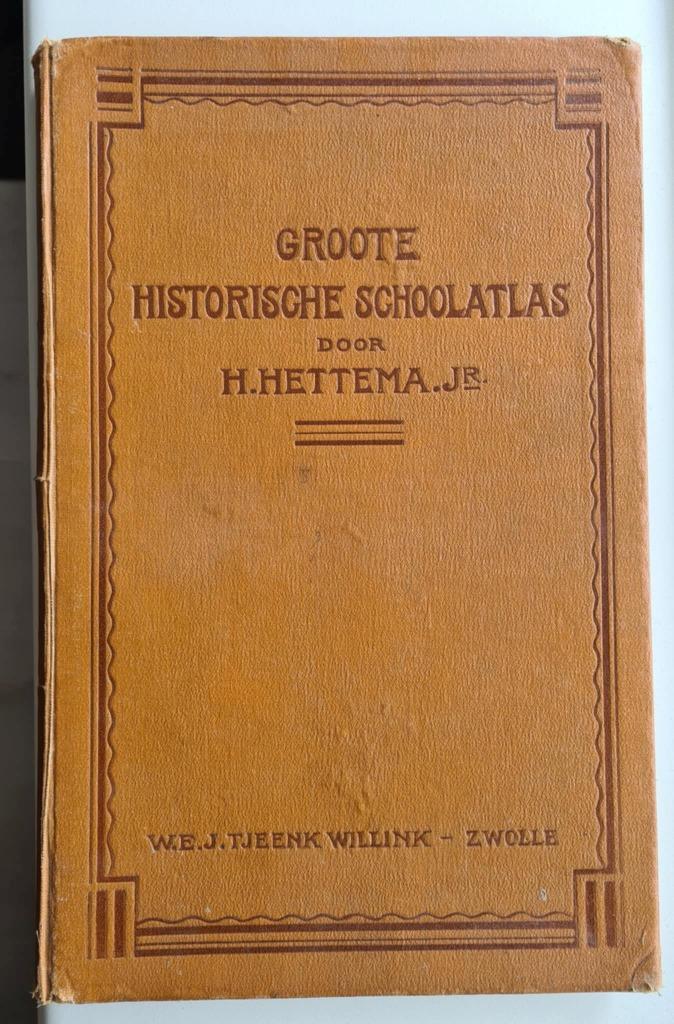 GROOTE
HISTORISCHE SCHOOLATLAS
DOOR
H.HETTEMA.JR.
W.E.J.TJEENK WILLINK - ZWOLLE